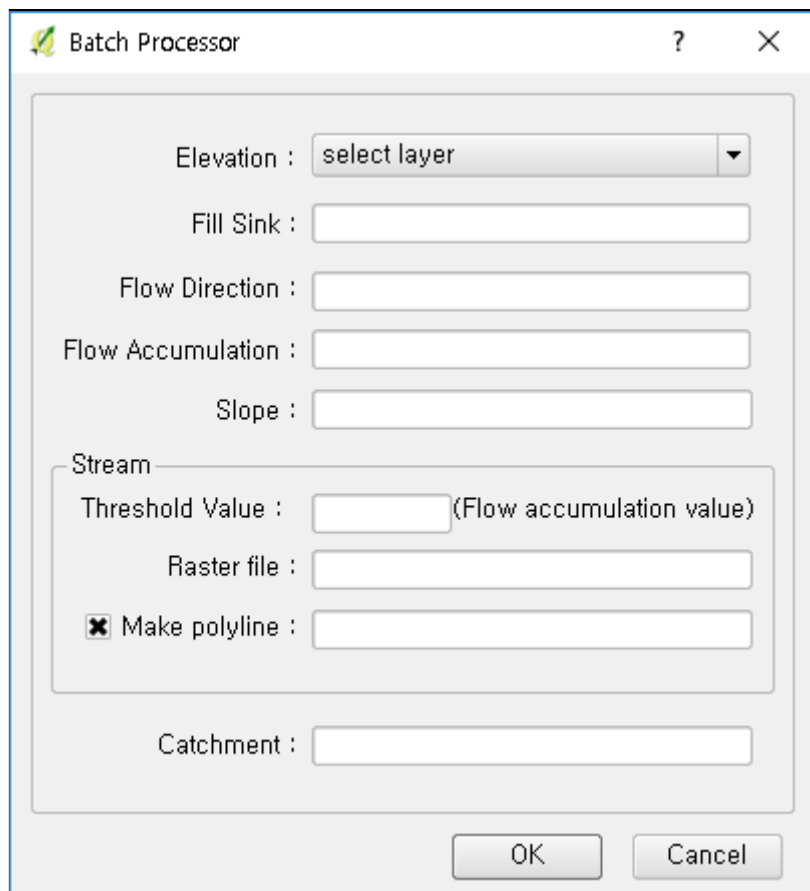 Batch Processor ?
Elevation : select layer
Fill Sink :
Flow Direction :
Flow Accumulation :
Slope :
Stream
Threshold Value : (Flow accumulation value)
Raster file :
Make polyline :
Catchment :
OK Cancel